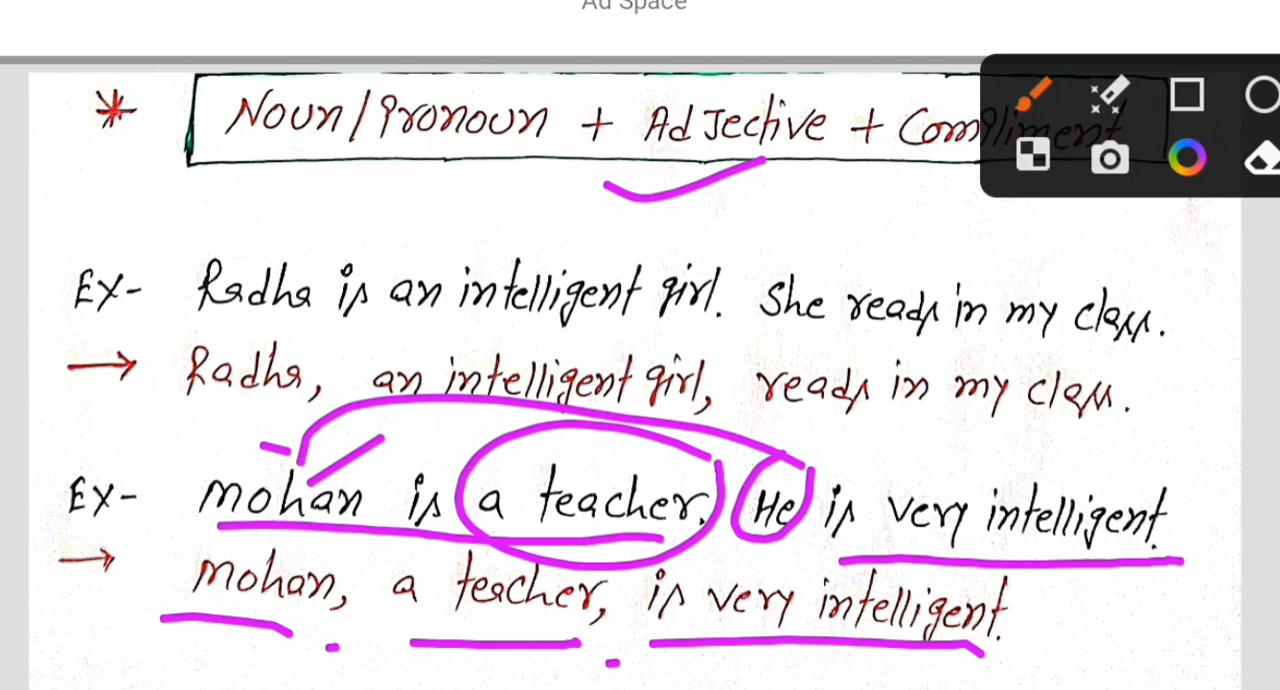 Ad Space
* Noun/Pronoun + Adjective + Compliment
Ex- Radha is an intelligent girl. She reads in my class.
→ Radha, an intelligent girl, reads in my class.
Ex- Mohan is a teacher. He is very intelligent.
→ Mohan, a teacher, is very intelligent.